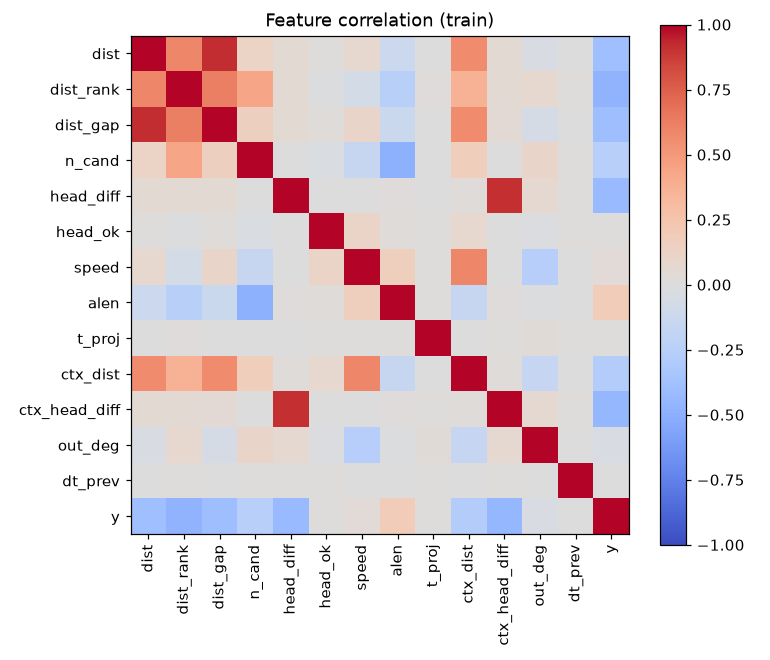 Feature correlation (train)
dist
dist_rank
dist_gap
n_cand
head_diff
head_ok
speed
alen
t_proj
ctx_dist
ctx_head_diff
out_deg
dt_prev
y
dist
dist_rank
dist_gap
n_cand
head_diff
head_ok
speed
alen
t_proj
ctx_dist
ctx_head_diff
out_deg
dt_prev
y
1.00
0.75
0.50
0.25
0.00
−0.25
−0.50
−0.75
−1.00